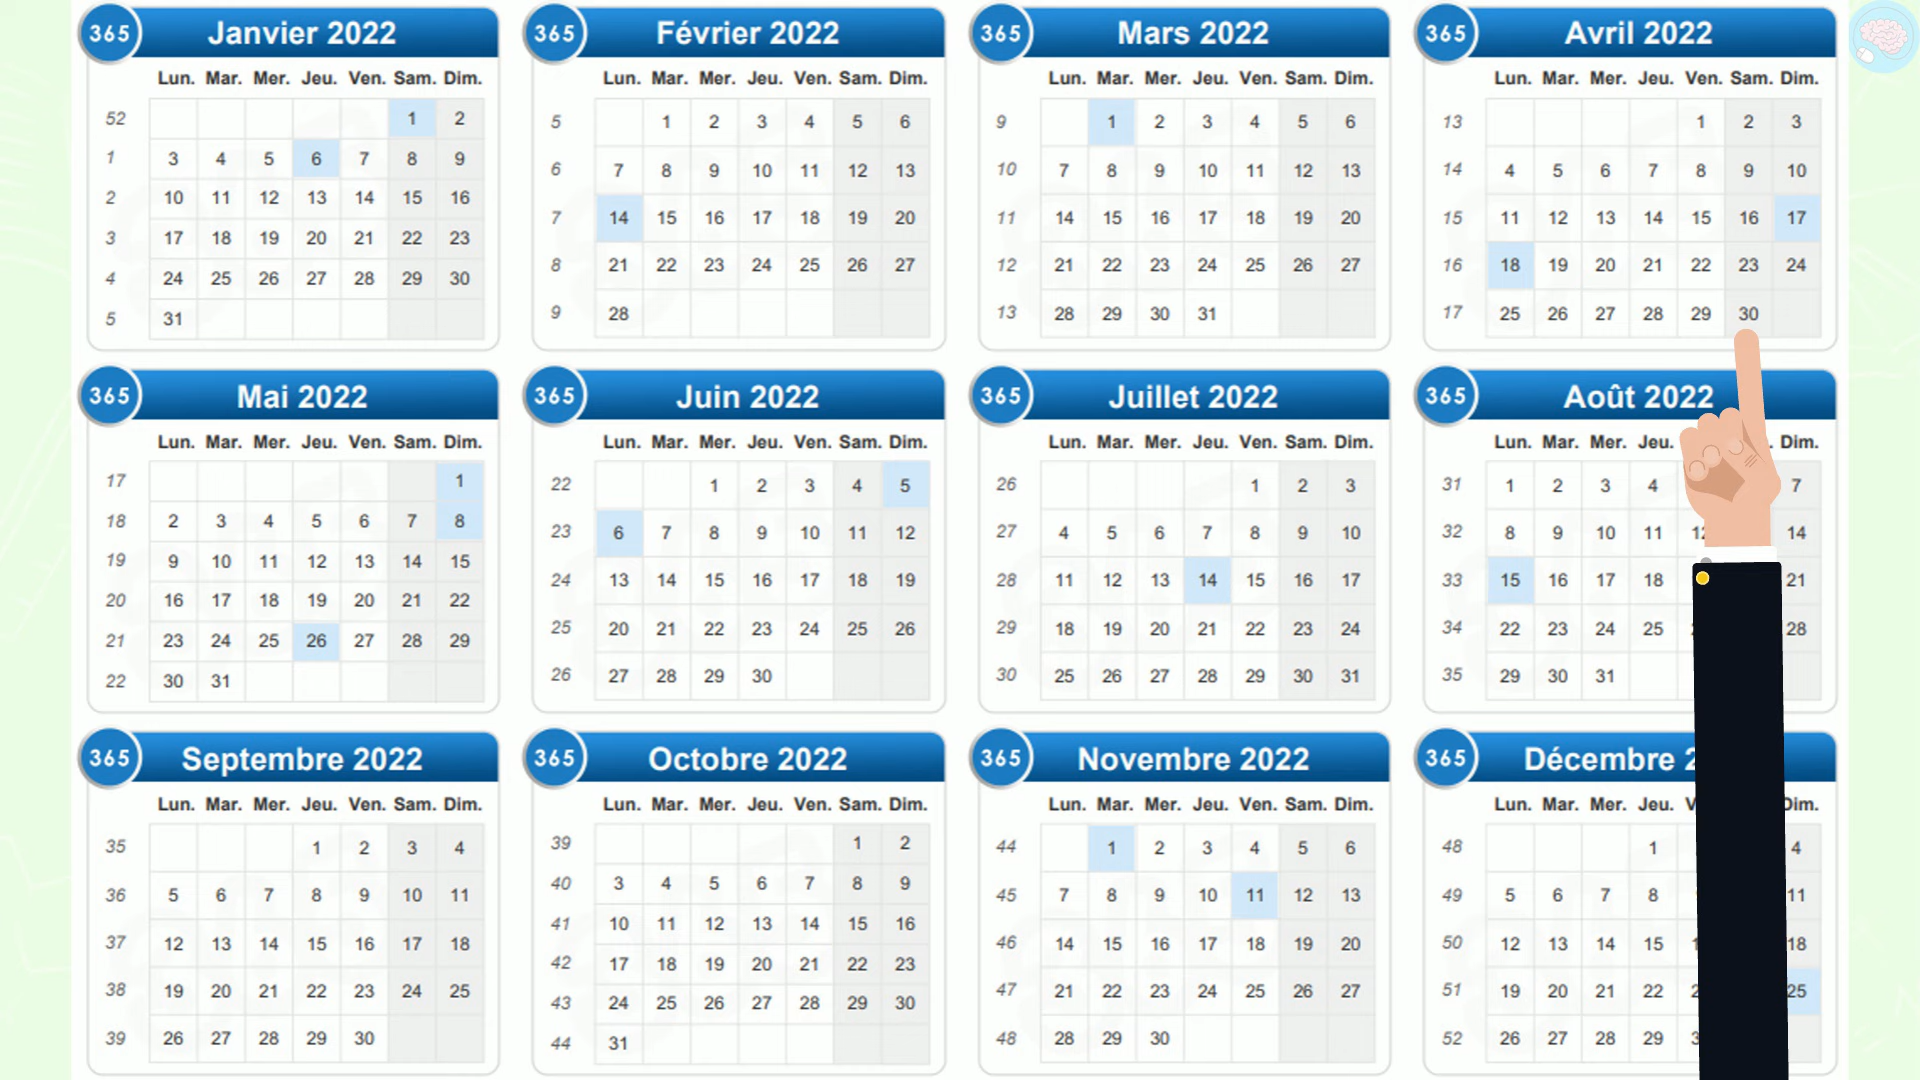 365 Janvier 2022
Lun. Mar. Mer. Jeu. Ven. Sam. Dim.
52 1 2
1 3 4 5 6 7 8 9
2 10 11 12 13 14 15 16
3 17 18 19 20 21 22 23
4 24 25 26 27 28 29 30
5 31
365 Février 2022
Lun. Mar. Mer. Jeu. Ven. Sam. Dim.
5 1 2 3 4 5 6
6 7 8 9 10 11 12 13
7 14 15 16 17 18 19 20
8 21 22 23 24 25 26 27
9 28
365 Mars 2022
Lun. Mar. Mer. Jeu. Ven. Sam. Dim.
9 1 2 3 4 5 6
10 7 8 9 10 11 12 13
11 14 15 16 17 18 19 20
12 21 22 23 24 25 26 27
13 28 29 30 31
365 Avril 2022
Lun. Mar. Mer. Jeu. Ven. Sam. Dim.
13 1 2 3
14 4 5 6 7 8 9 10
15 11 12 13 14 15 16 17
16 18 19 20 21 22 23 24
17 25 26 27 28 29 30
365 Mai 2022
Lun. Mar. Mer. Jeu. Ven. Sam. Dim.
17 1
18 2 3 4 5 6 7 8
19 9 10 11 12 13 14 15
20 16 17 18 19 20 21 22
21 23 24 25 26 27 28 29
22 30 31
365 Juin 2022
Lun. Mar. Mer. Jeu. Ven. Sam. Dim.
22 1 2 3 4 5
23 6 7 8 9 10 11 12
24 13 14 15 16 17 18 19
25 20 21 22 23 24 25 26
26 27 28 29 30
365 Juillet 2022
Lun. Mar. Mer. Jeu. Ven. Sam. Dim.
26 1 2 3
27 4 5 6 7 8 9 10
28 11 12 13 14 15 16 17
29 18 19 20 21 22 23 24
30 25 26 27 28 29 30 31
365 Août 2022
Lun. Mar. Mer. Jeu. Dim.
31 1 2 3 4 7
32 8 9 10 11 14
33 15 16 17 18 21
34 22 23 24 25 28
35 29 30 31
365 Septembre 2022
Lun. Mar. Mer. Jeu. Ven. Sam. Dim.
35 1 2 3 4
36 5 6 7 8 9 10 11
37 12 13 14 15 16 17 18
38 19 20 21 22 23 24 25
39 26 27 28 29 30
365 Octobre 2022
Lun. Mar. Mer. Jeu. Ven. Sam. Dim.
39 1 2
40 3 4 5 6 7 8 9
41 10 11 12 13 14 15 16
42 17 18 19 20 21 22 23
43 24 25 26 27 28 29 30
44 31
365 Novembre 2022
Lun. Mar. Mer. Jeu. Ven. Sam. Dim.
44 1 2 3 4 5 6
45 7 8 9 10 11 12 13
46 14 15 16 17 18 19 20
47 21 22 23 24 25 26 27
48 28 29 30
365 Décembre
Lun. Mar. Mer. Jeu. Dim.
48 1 4
49 5 6 7 8 11
50 12 13 14 15 18
51 19 20 21 22 25
52 26 27 28 29